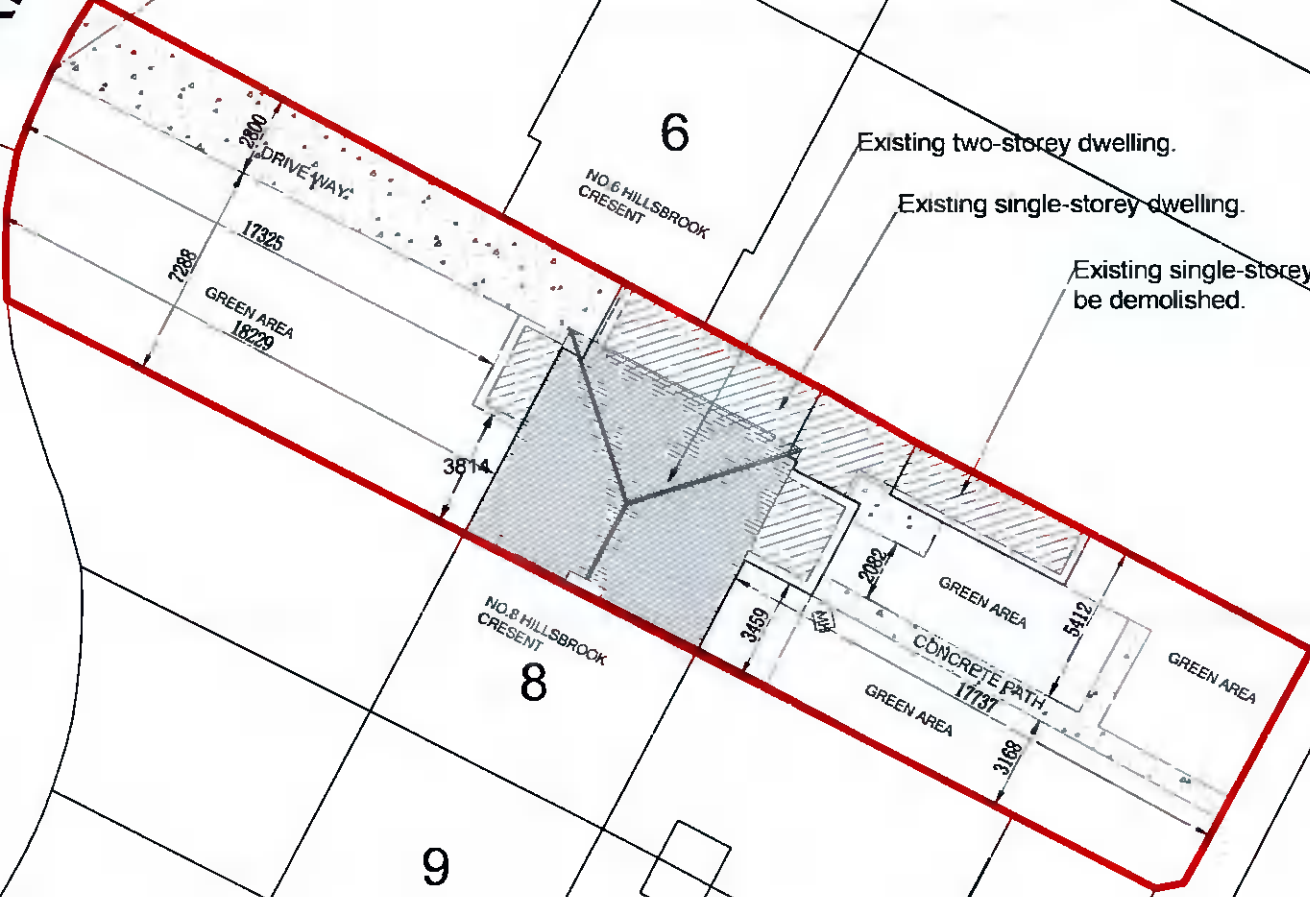 6
NO.6 HILLSBROOK
CRESENT
Existing two-storey dwelling.
Existing single-storey dwelling.
Existing single-storey
be demolished.
2800
DRIVE WAY.
17325
7288
GREEN AREA
18229
3814
NO.8 HILLSBROOK
CRESENT
8
3459
MH
2082
GREEN AREA
5412
CONCRETE PATH.
17737
GREEN AREA
GREEN AREA
3168
9